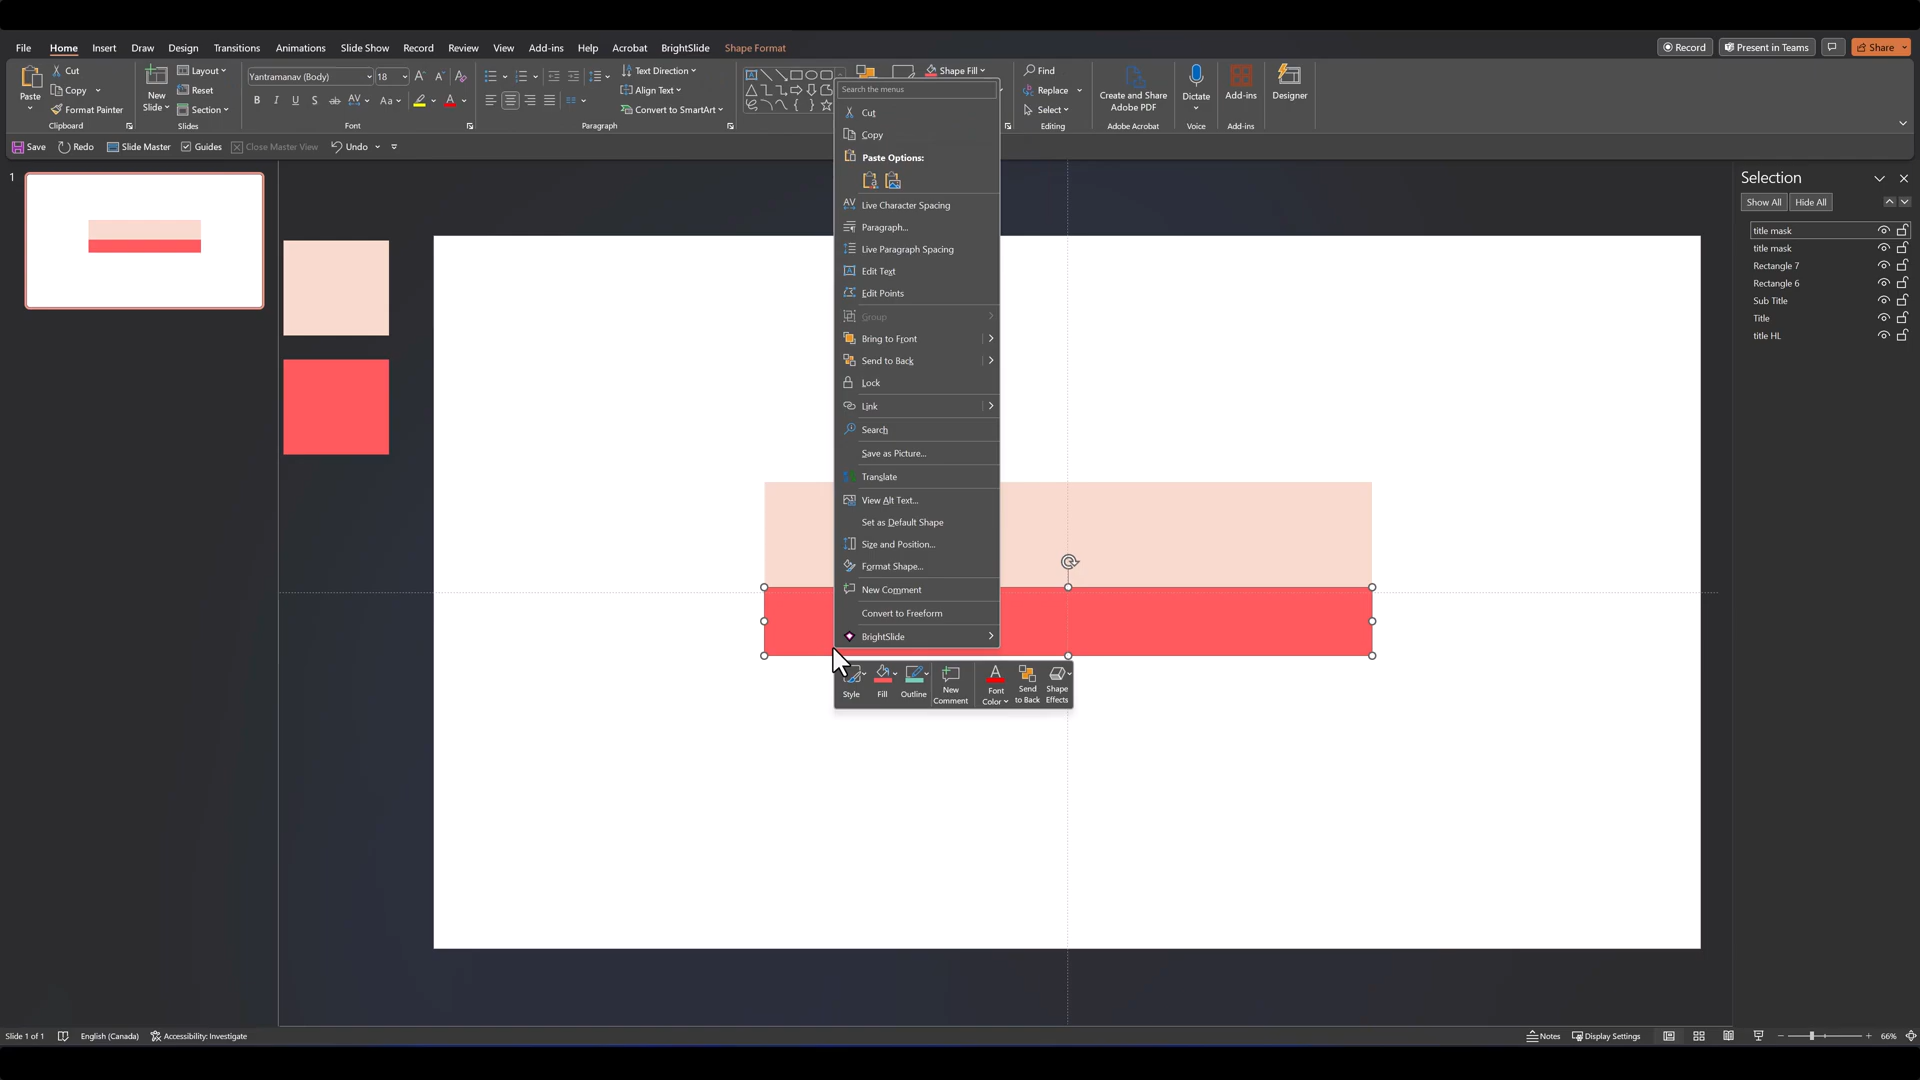 File Home Insert Draw Design Transitions Animations Slide Show Record Review View Add-ins Help Acrobat BrightSlide Shape Format
Record Present in Teams Share
Paste Cut
Copy
Format Painter
Clipboard
New Slide
Layout
Reset
Section
Slides
Yantramanav (Body) 18
B I U S ab AV Aa A
Font
Text Direction
Align Text
Convert to SmartArt
Paragraph
Shape Fill
Find
Replace
Select
Editing
Create and Share Adobe PDF
Adobe Acrobat
Dictate
Voice
Add-ins
Add-ins
Designer
Save Redo Slide Master Guides Close Master View Undo
1
Search the menus
Cut
Copy
Paste Options:
Live Character Spacing
Paragraph...
Live Paragraph Spacing
Edit Text
Edit Points
Group
Bring to Front
Send to Back
Lock
Link
Search
Save as Picture...
Translate
View Alt Text...
Set as Default Shape
Size and Position...
Format Shape...
New Comment
Convert to Freeform
BrightSlide
Style Fill Outline New Comment Font Color Send to Back Shape Effects
Selection
Show All Hide All
title mask
title mask
Rectangle 7
Rectangle 6
Sub Title
Title
title HL
Slide 1 of 1 English (Canada) Accessibility: Investigate
Notes Display Settings 66%